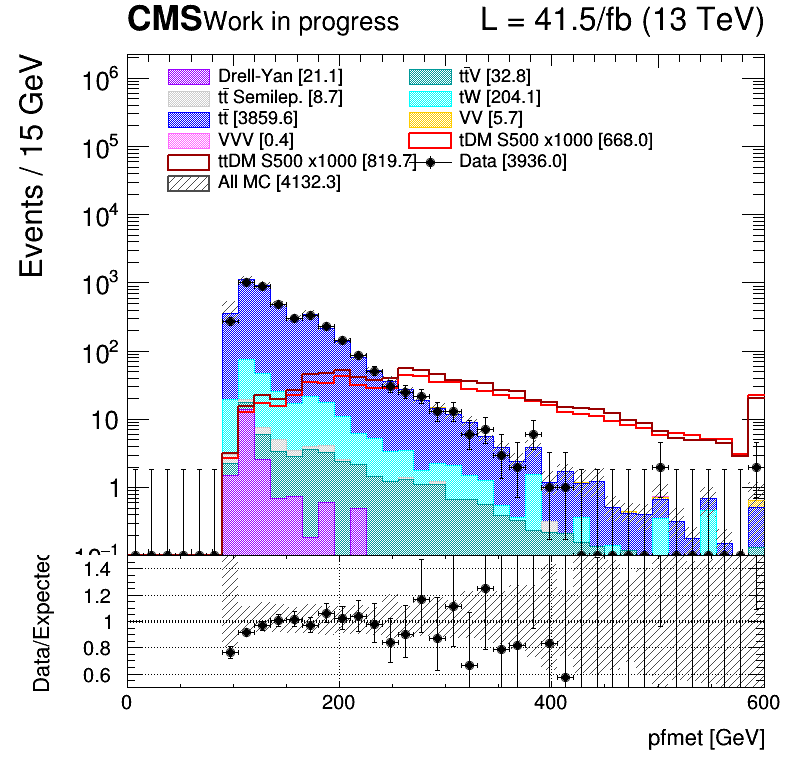 CMS Work in progress L = 41.5/fb (13 TeV)
Events / 15 GeV
Drell-Yan [21.1] tt̄V [32.8]
tt̄ Semilep. [8.7] tW [204.1]
tt̄ [3859.6] VV [5.7]
VVV [0.4] tDM S500 x1000 [668.0]
ttDM S500 x1000 [819.7] Data [3936.0]
All MC [4132.3]
10⁶
10⁵
10⁴
10³
10²
10
1
10⁻¹
Data/Expected
1.4
1.2
1
0.8
0.6
0 200 400 600
pfmet [GeV]